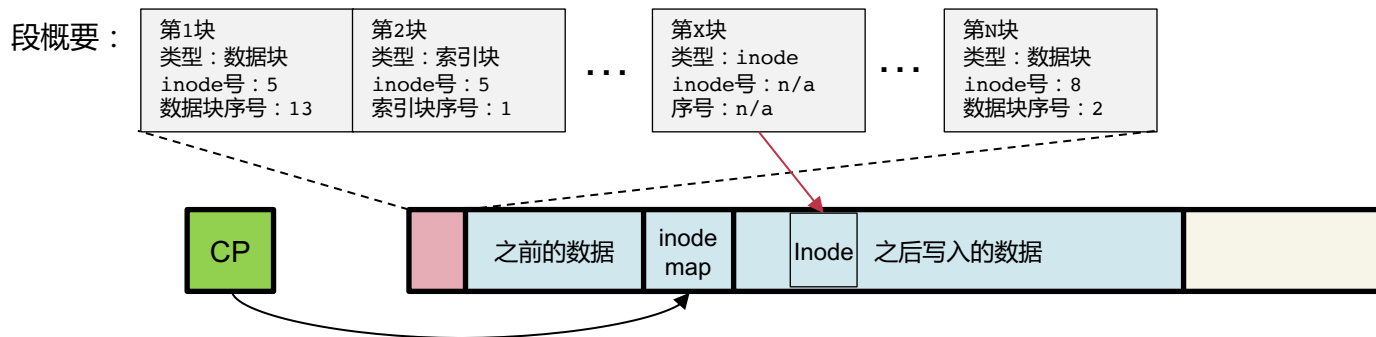 段概要：
第1块
类型：数据块
inode号：5
数据块序号：13
第2块
类型：索引块
inode号：5
索引块序号：1
...
第X块
类型：inode
inode号：n/a
序号：n/a
...
第N块
类型：数据块
inode号：8
数据块序号：2
CP
之前的数据
inode
map
Inode
之后写入的数据